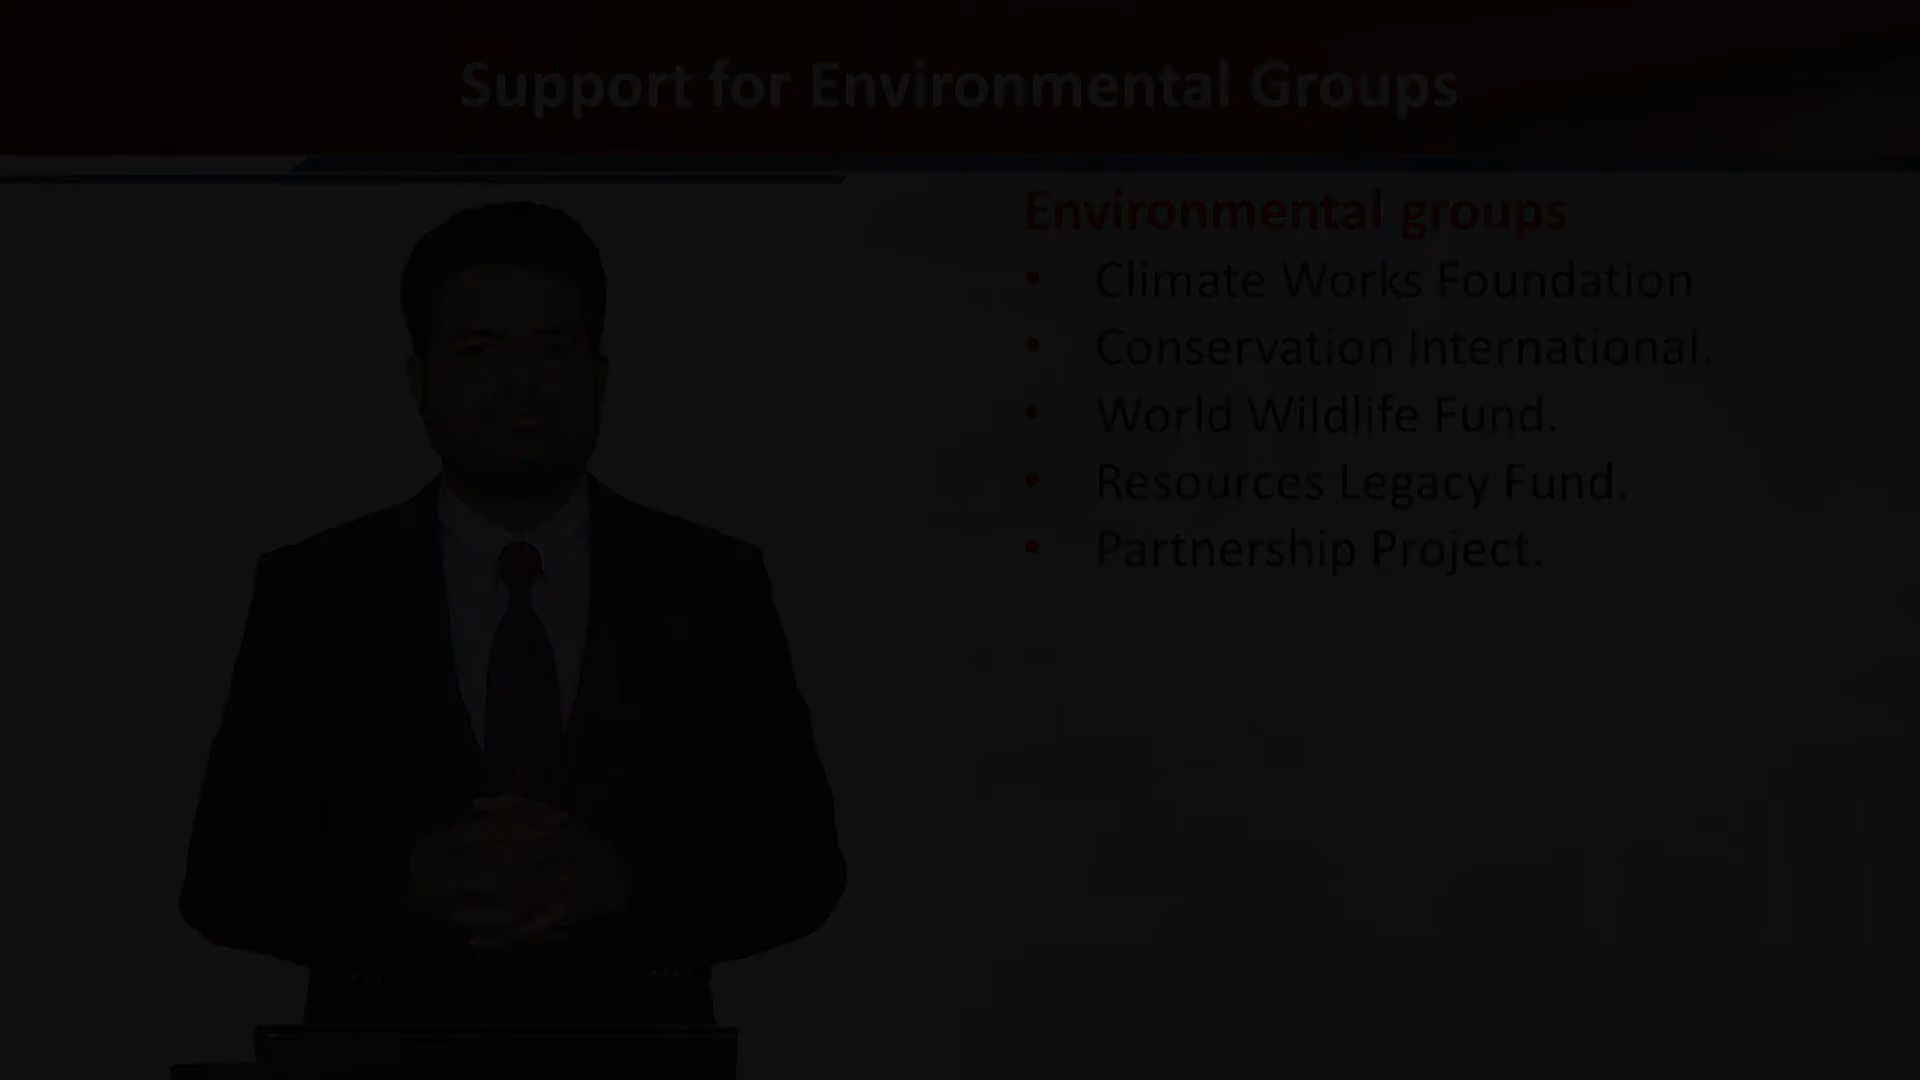 Support for Environmental Groups
Environmental groups
• Climate Works Foundation
• Conservation International.
• World Wildlife Fund.
• Resources Legacy Fund.
• Partnership Project.